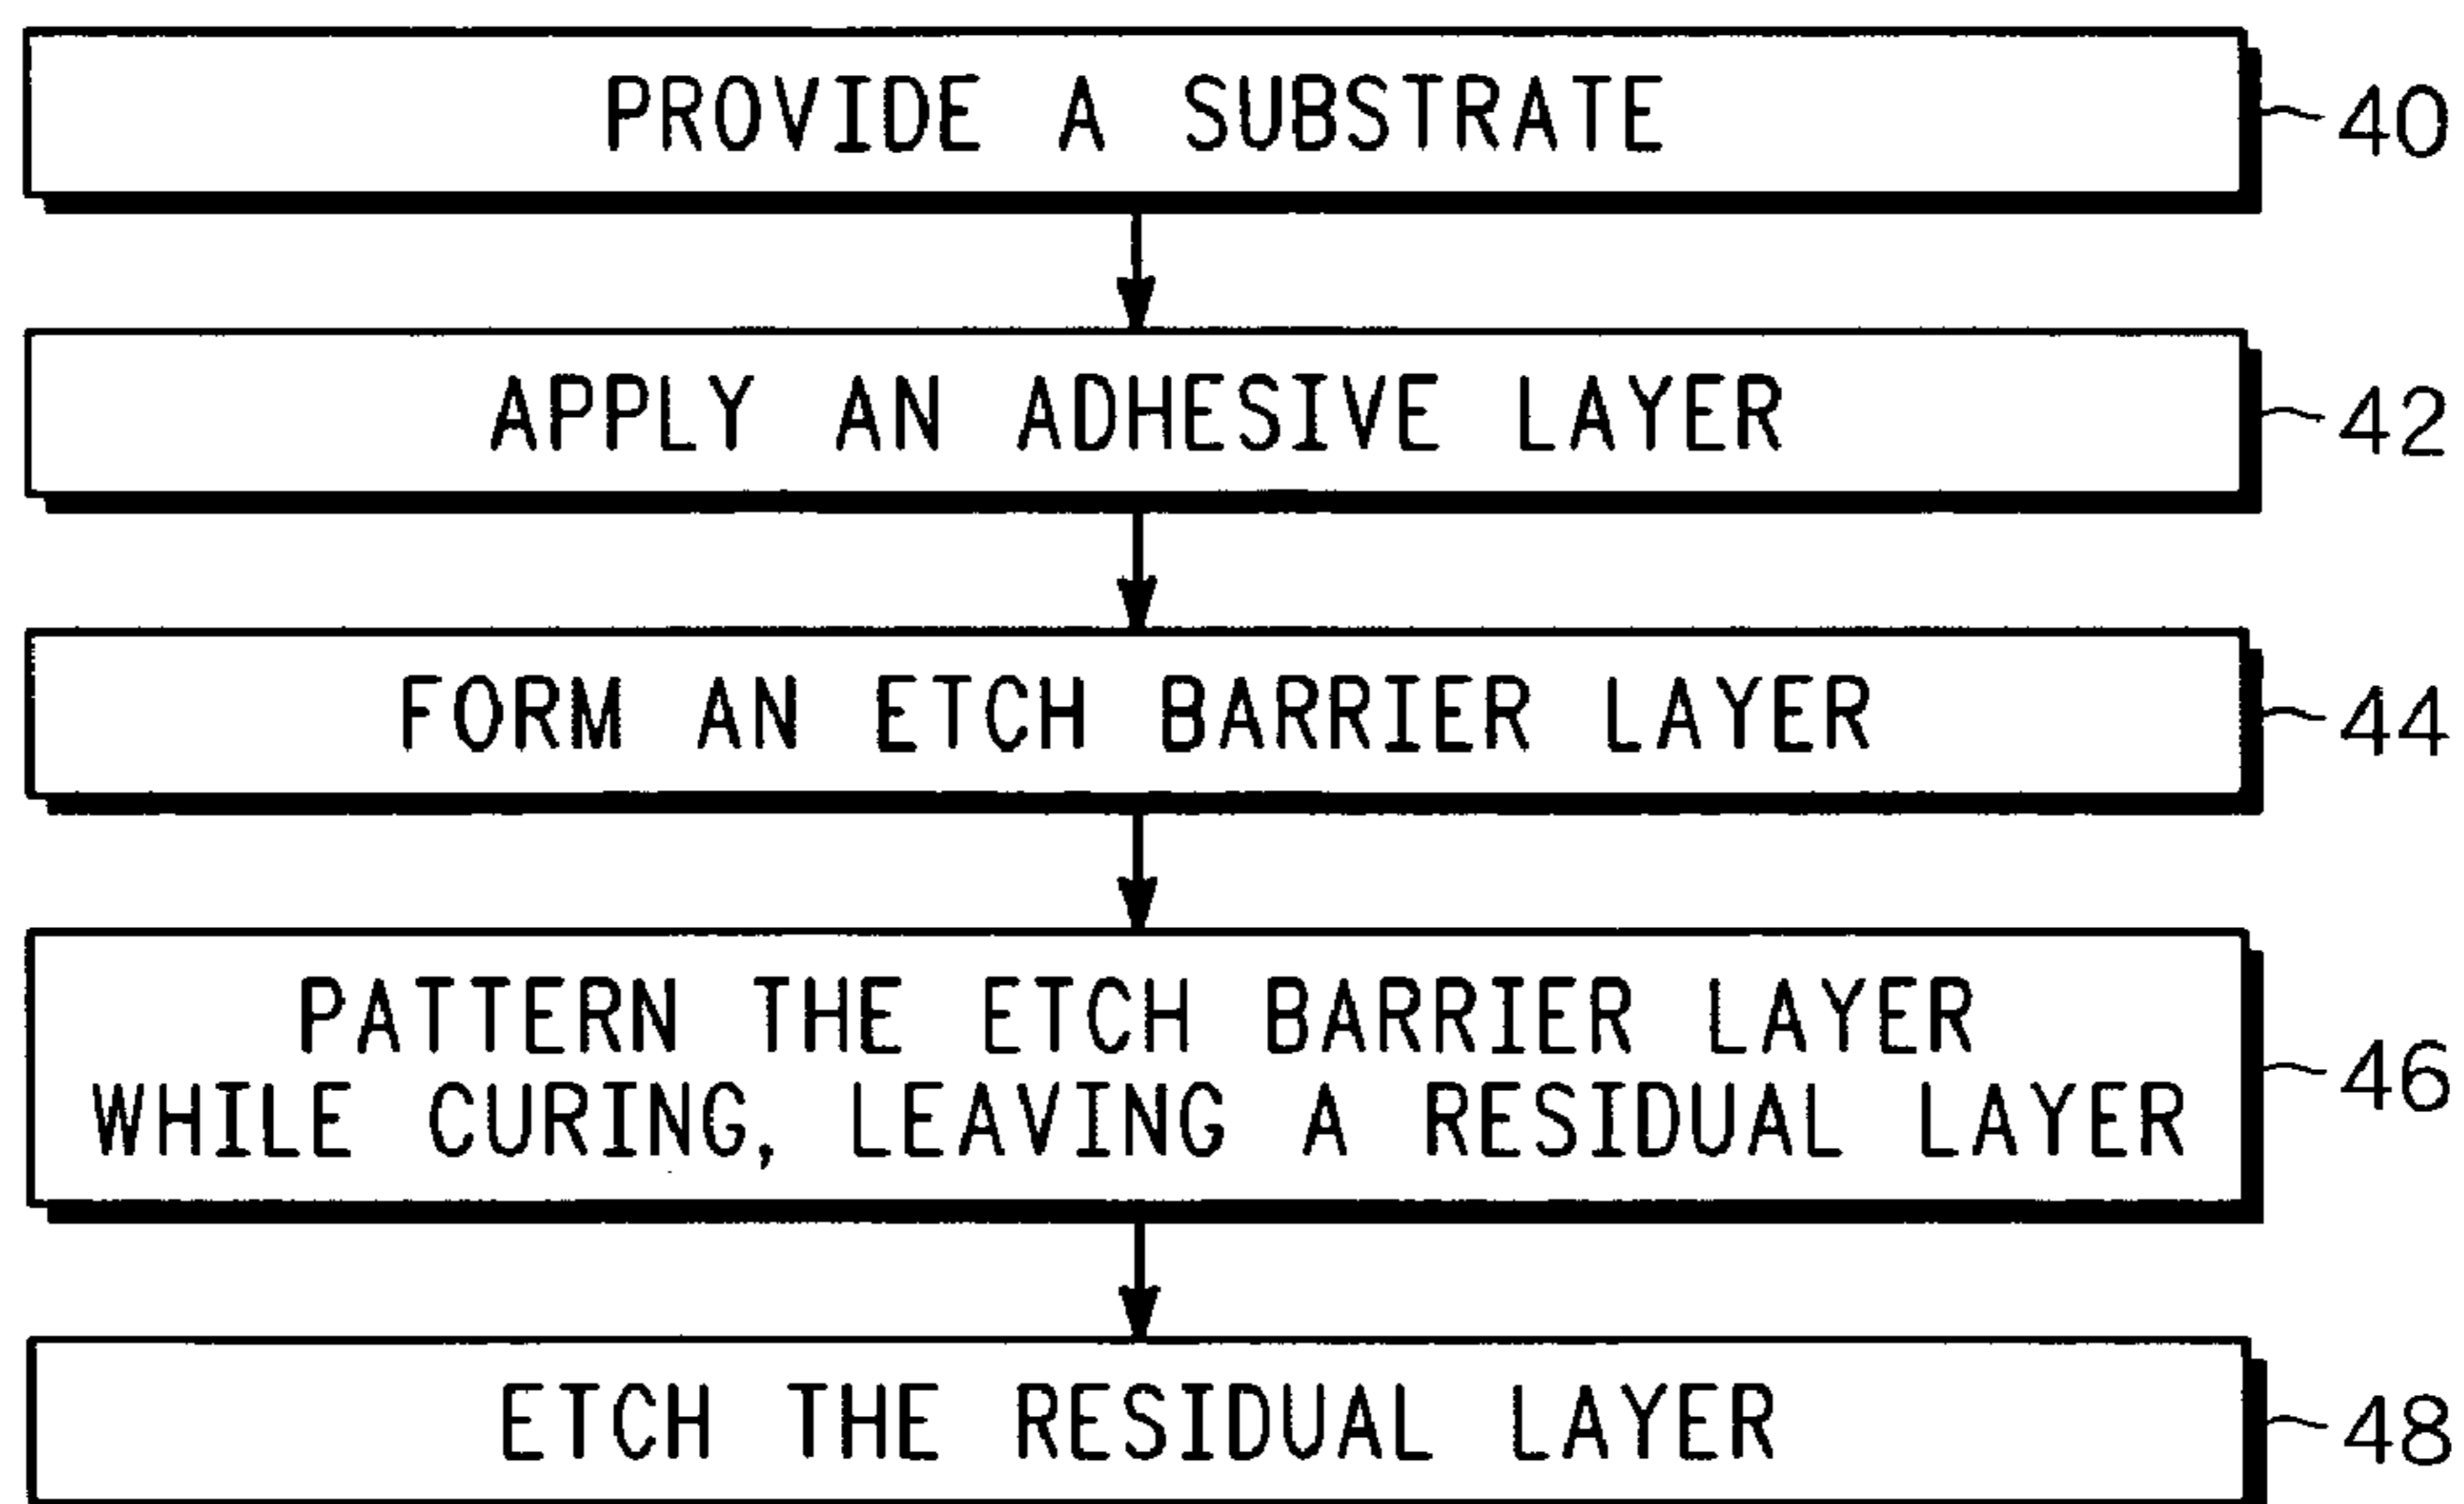 PROVIDE A SUBSTRATE
40
APPLY AN ADHESIVE LAYER
42
FORM AN ETCH BARRIER LAYER
44
PATTERN THE ETCH BARRIER LAYER
WHILE CURING, LEAVING A RESIDUAL LAYER
46
ETCH THE RESIDUAL LAYER
48